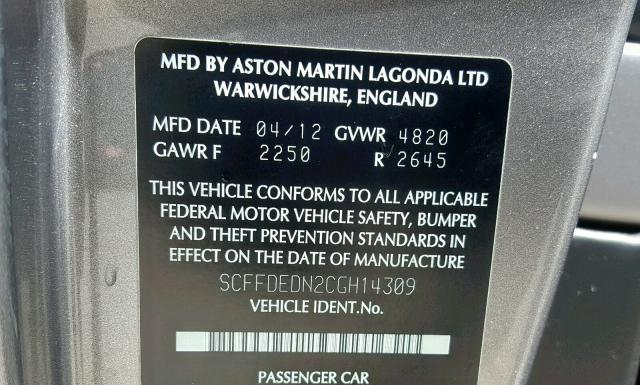 MFD BY ASTON MARTIN LAGONDA LTD
WARWICKSHIRE, ENGLAND
MFD DATE 04/12 GVWR 4820
GAWR F 2250 R 2645
THIS VEHICLE CONFORMS TO ALL APPLICABLE
FEDERAL MOTOR VEHICLE SAFETY, BUMPER
AND THEFT PREVENTION STANDARDS IN
EFFECT ON THE DATE OF MANUFACTURE
SCFFDEDN2CGH14309
VEHICLE IDENT.No.
PASSENGER CAR